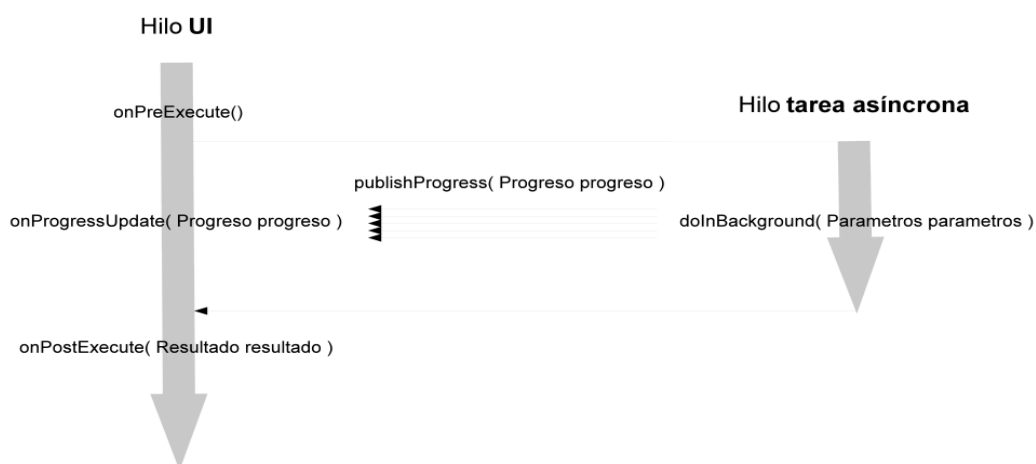 Hilo UI
onPreExecute()
Hilo tarea asíncrona
publishProgress( Progreso progreso )
onProgressUpdate( Progreso progreso )
doInBackground( Parametros parametros )
onPostExecute( Resultado resultado )